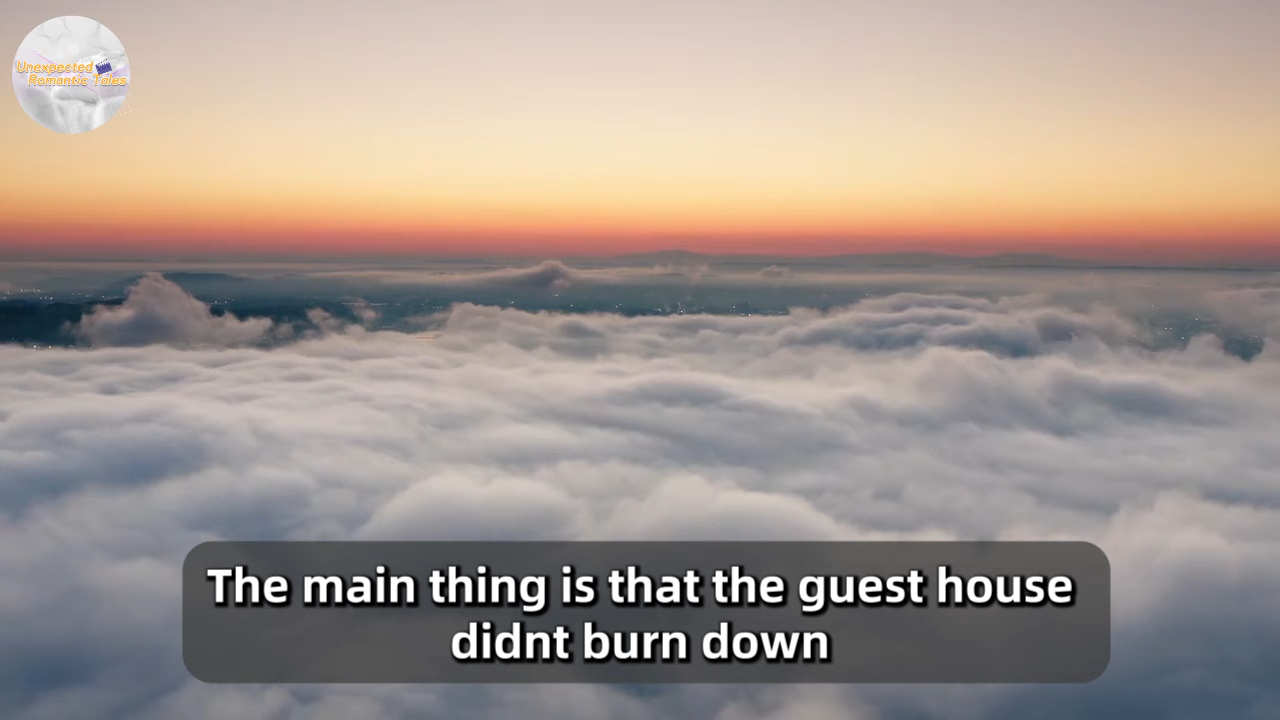 Unexpected
Romantic Tales
The main thing is that the guest house
didnt burn down